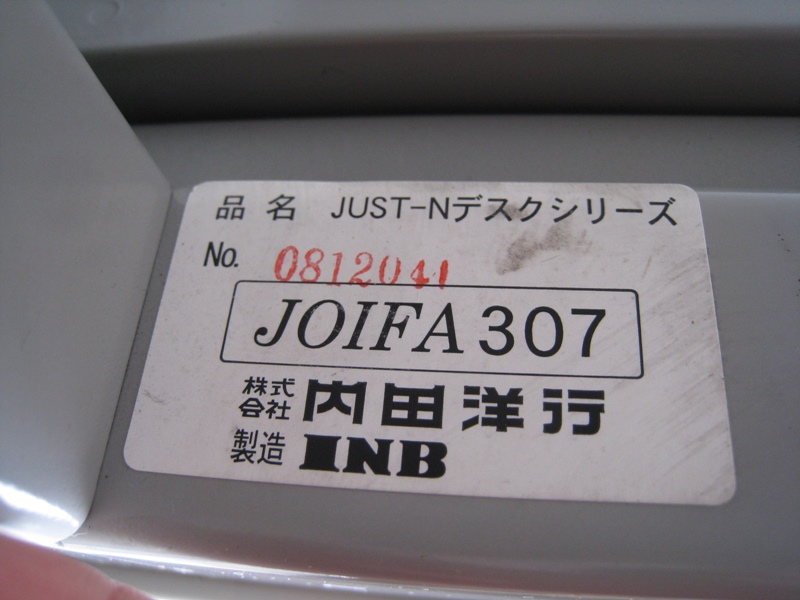 品名 JUST-Nデスクシリーズ
No. 0812041
JOIFA 307
株式会社 内田洋行
製造 INB